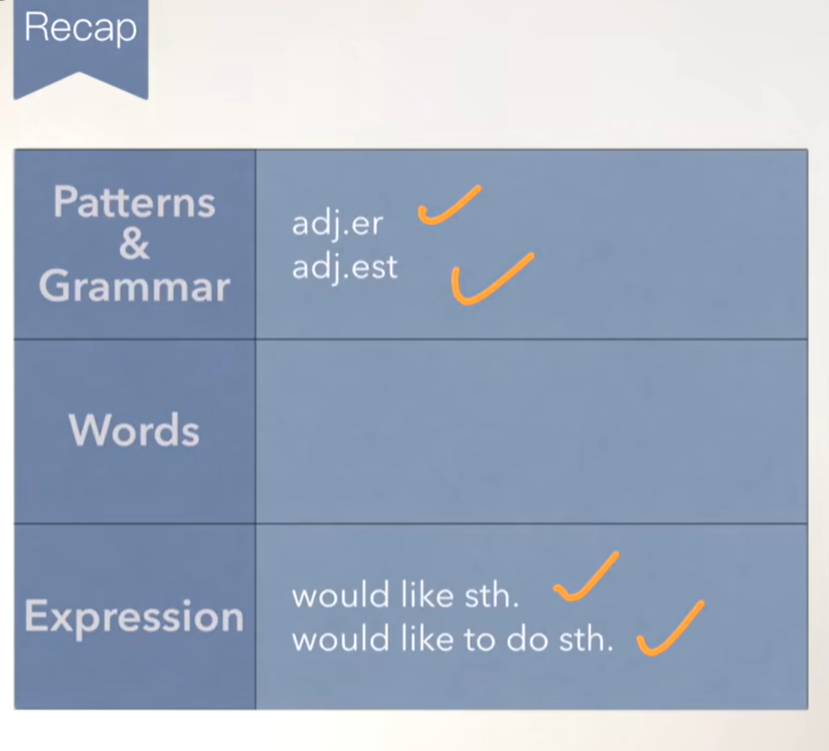 Recap
Patterns
&
Grammar
adj.er
adj.est
Words
Expression
would like sth.
would like to do sth.